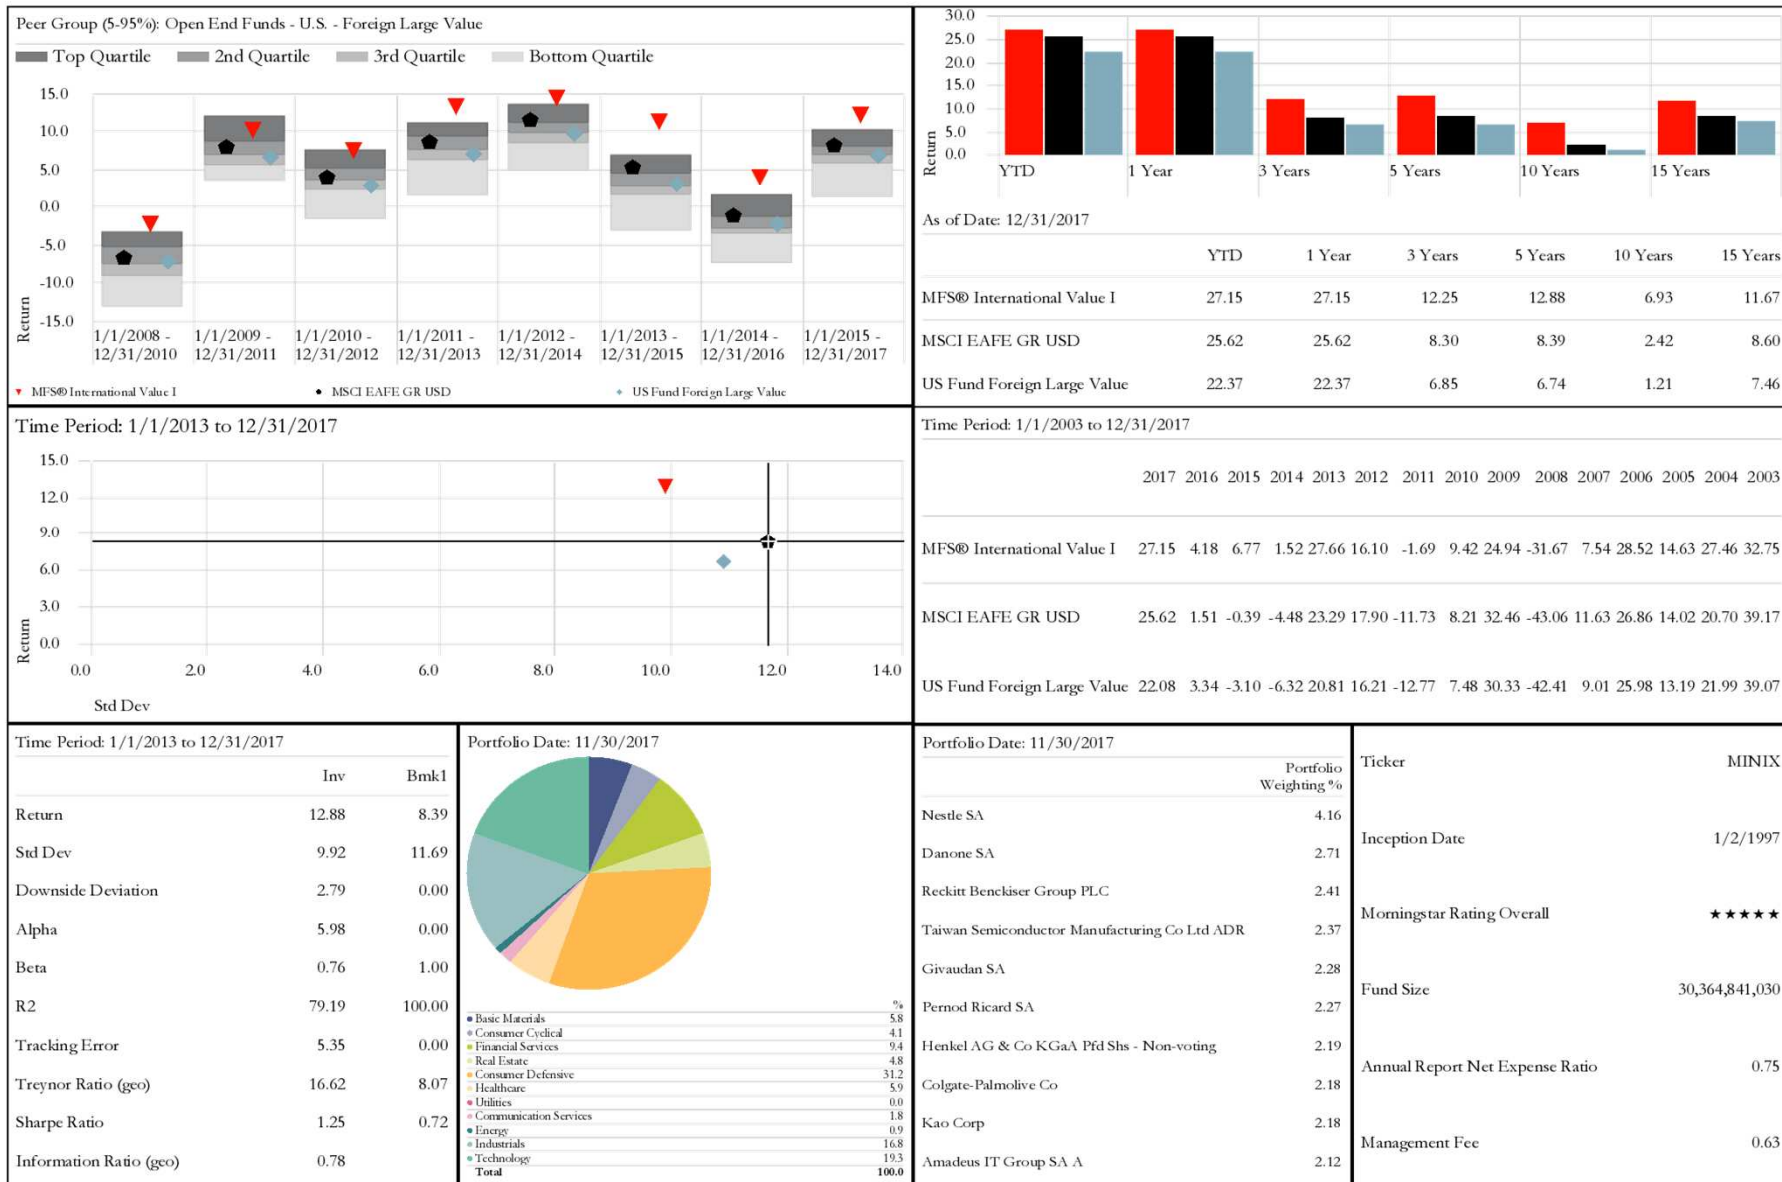 Peer Group (5-95%): Open End Funds - U.S. - Foreign Large Value
Top Quartile 2nd Quartile 3rd Quartile Bottom Quartile
15.0
10.0
5.0
0.0
-5.0
-10.0
-15.0
Return
1/1/2008 - 1/1/2009 - 1/1/2010 - 1/1/2011 - 1/1/2012 - 1/1/2013 - 1/1/2014 - 1/1/2015 -
12/31/2010 12/31/2011 12/31/2012 12/31/2013 12/31/2014 12/31/2015 12/31/2016 12/31/2017
MFS® International Value I MSCI EAFE GR USD US Fund Foreign Large Value
30.0
25.0
20.0
15.0
10.0
5.0
0.0
Return
YTD 1 Year 3 Years 5 Years 10 Years 15 Years
As of Date: 12/31/2017
YTD 1 Year 3 Years 5 Years 10 Years 15 Years
MFS® International Value I 27.15 27.15 12.25 12.88 6.93 11.67
MSCI EAFE GR USD 25.62 25.62 8.30 8.39 2.42 8.60
US Fund Foreign Large Value 22.37 22.37 6.85 6.74 1.21 7.46
Time Period: 1/1/2013 to 12/31/2017
15.0
12.0
9.0
6.0
3.0
0.0
Return
0.0 2.0 4.0 6.0 8.0 10.0 12.0 14.0
Std Dev
Time Period: 1/1/2003 to 12/31/2017
2017 2016 2015 2014 2013 2012 2011 2010 2009 2008 2007 2006 2005 2004 2003
MFS® International Value I 27.15 4.18 6.77 1.52 27.66 16.10 -1.69 9.42 24.94 -31.67 7.54 28.52 14.63 27.46 32.75
MSCI EAFE GR USD 25.62 1.51 -0.39 -4.48 23.29 17.90 -11.73 8.21 32.46 -43.06 11.63 26.86 14.02 20.70 39.17
US Fund Foreign Large Value 22.08 3.34 -3.10 -6.32 20.81 16.21 -12.77 7.48 30.33 -42.41 9.01 25.98 13.19 21.99 39.07
Time Period: 1/1/2013 to 12/31/2017
Inv Bmk1
Return 12.88 8.39
Std Dev 9.92 11.69
Downside Deviation 2.79 0.00
Alpha 5.98 0.00
Beta 0.76 1.00
R2 79.19 100.00
Tracking Error 5.35 0.00
Treynor Ratio (geo) 16.62 8.07
Sharpe Ratio 1.25 0.72
Information Ratio (geo) 0.78
Portfolio Date: 11/30/2017
%
Basic Materials 5.8
Consumer Cyclical 4.1
Financial Services 9.4
Real Estate 4.8
Consumer Defensive 31.2
Healthcare 5.9
Utilities 0.0
Communication Services 1.8
Energy 0.9
Industrials 16.8
Technology 19.3
Total 100.0
Portfolio Date: 11/30/2017
Portfolio
Weighting %
Nestle SA 4.16
Danone SA 2.71
Reckitt Benckiser Group PLC 2.41
Taiwan Semiconductor Manufacturing Co Ltd ADR 2.37
Givaudan SA 2.28
Pernod Ricard SA 2.27
Henkel AG & Co KGaA Pfd Shs - Non-voting 2.19
Colgate-Palmolive Co 2.18
Kao Corp 2.18
Amadeus IT Group SA A 2.12
Ticker MINIX
Inception Date 1/2/1997
Morningstar Rating Overall ★★★★★
Fund Size 30,364,841,030
Annual Report Net Expense Ratio 0.75
Management Fee 0.63